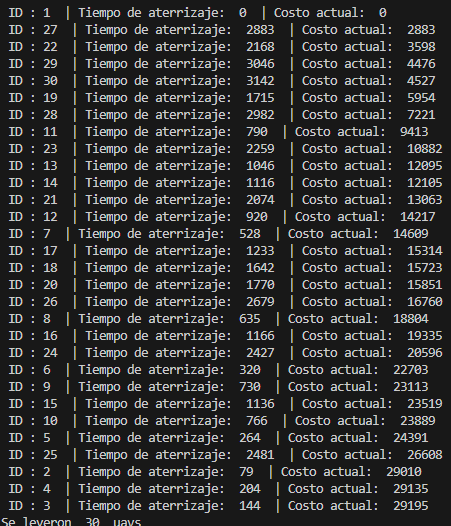 ID : 1 | Tiempo de aterrizaje: 0 | Costo actual: 0
ID : 27 | Tiempo de aterrizaje: 2883 | Costo actual: 2883
ID : 22 | Tiempo de aterrizaje: 2168 | Costo actual: 3598
ID : 29 | Tiempo de aterrizaje: 3046 | Costo actual: 4476
ID : 30 | Tiempo de aterrizaje: 3142 | Costo actual: 4527
ID : 19 | Tiempo de aterrizaje: 1715 | Costo actual: 5954
ID : 28 | Tiempo de aterrizaje: 2982 | Costo actual: 7221
ID : 11 | Tiempo de aterrizaje: 790 | Costo actual: 9413
ID : 23 | Tiempo de aterrizaje: 2259 | Costo actual: 10882
ID : 13 | Tiempo de aterrizaje: 1046 | Costo actual: 12095
ID : 14 | Tiempo de aterrizaje: 1116 | Costo actual: 12105
ID : 21 | Tiempo de aterrizaje: 2074 | Costo actual: 13063
ID : 12 | Tiempo de aterrizaje: 920 | Costo actual: 14217
ID : 7 | Tiempo de aterrizaje: 528 | Costo actual: 14609
ID : 17 | Tiempo de aterrizaje: 1233 | Costo actual: 15314
ID : 18 | Tiempo de aterrizaje: 1642 | Costo actual: 15723
ID : 20 | Tiempo de aterrizaje: 1770 | Costo actual: 15851
ID : 26 | Tiempo de aterrizaje: 2679 | Costo actual: 16760
ID : 8 | Tiempo de aterrizaje: 635 | Costo actual: 18804
ID : 16 | Tiempo de aterrizaje: 1166 | Costo actual: 19335
ID : 24 | Tiempo de aterrizaje: 2427 | Costo actual: 20596
ID : 6 | Tiempo de aterrizaje: 320 | Costo actual: 22703
ID : 9 | Tiempo de aterrizaje: 730 | Costo actual: 23113
ID : 15 | Tiempo de aterrizaje: 1136 | Costo actual: 23519
ID : 10 | Tiempo de aterrizaje: 766 | Costo actual: 23889
ID : 5 | Tiempo de aterrizaje: 264 | Costo actual: 24391
ID : 25 | Tiempo de aterrizaje: 2481 | Costo actual: 26608
ID : 2 | Tiempo de aterrizaje: 79 | Costo actual: 29010
ID : 4 | Tiempo de aterrizaje: 204 | Costo actual: 29135
ID : 3 | Tiempo de aterrizaje: 144 | Costo actual: 29195
Se leveron 30 uavs